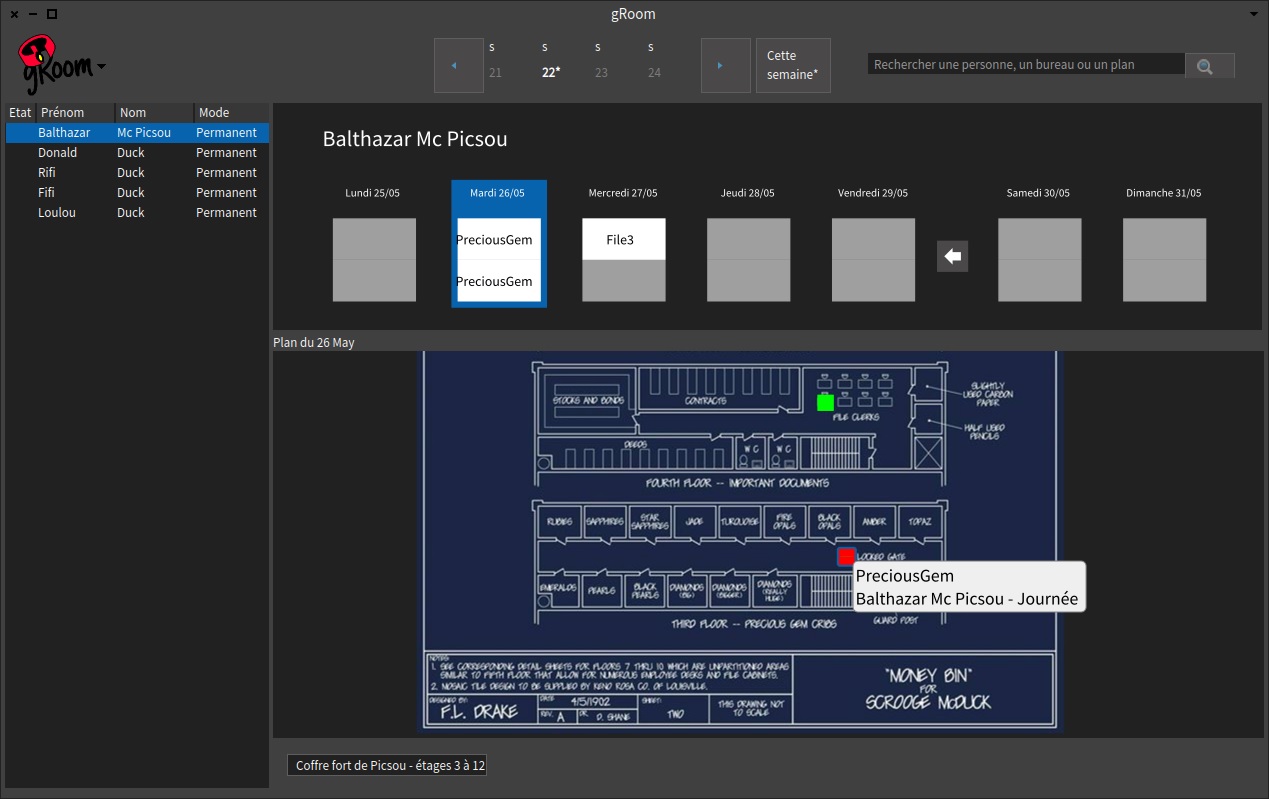 gRoom
gRoom
S S S S
21 22* 23 24
Cette
semaine*
Rechercher une personne, un bureau ou un plan
Etat Prénom Nom Mode
Balthazar Mc Picsou Permanent
Donald Duck Permanent
Rifi Duck Permanent
Fifi Duck Permanent
Loulou Duck Permanent
Balthazar Mc Picsou
Lundi 25/05 Mardi 26/05 Mercredi 27/05 Jeudi 28/05 Vendredi 29/05 Samedi 30/05 Dimanche 31/05
PreciousGem File3
PreciousGem
Plan du 26 May
STOCKS AND BONDS
CONTRACTS
FILE CLERKS
SLIGHTLY
USED CARBON
PAPER
HALF USED
PENCILS
DEEDS
WC WC
FOURTH FLOOR -- IMPORTANT DOCUMENTS
RUBIES SAPPHIRES STAR SAPPHIRES JADE TURQUOISE FIRE OPALS BLACK OPALS AMBER TOPAZ
LOCKED GATE
PreciousGem
Balthazar Mc Picsou - Journée
EMERALDS PEARLS BLACK PEARLS DIAMONDS (BIG) DIAMONDS (BIGGER) DIAMONDS (REALLY HUGE)
GUARD POST
THIRD FLOOR -- PRECIOUS GEM CRIBS
NOTES:
1. SEE CORRESPONDING DETAIL SHEETS FOR FLOORS 7 THRU 10 WHICH ARE UNPARTITIONED AREAS
SIMILAR TO FIFTH FLOOR THAT ALLOW FOR NUMEROUS EMPLOYEE DESKS AND FILE CABINETS.
2. MOSAIC TILE DESIGN TO BE SUPPLIED BY KENO ROSA CO. OF LOUISVILLE.
DESIGNED BY:
F.L. DRAKE
DATE 4/5/1902
REV. A
D. SHANE
SHEET:
TWO
THIS DRAWING NOT
TO SCALE
"MONEY BIN"
FOR
SCROOGE McDUCK
Coffre fort de Picsou - étages 3 à 12